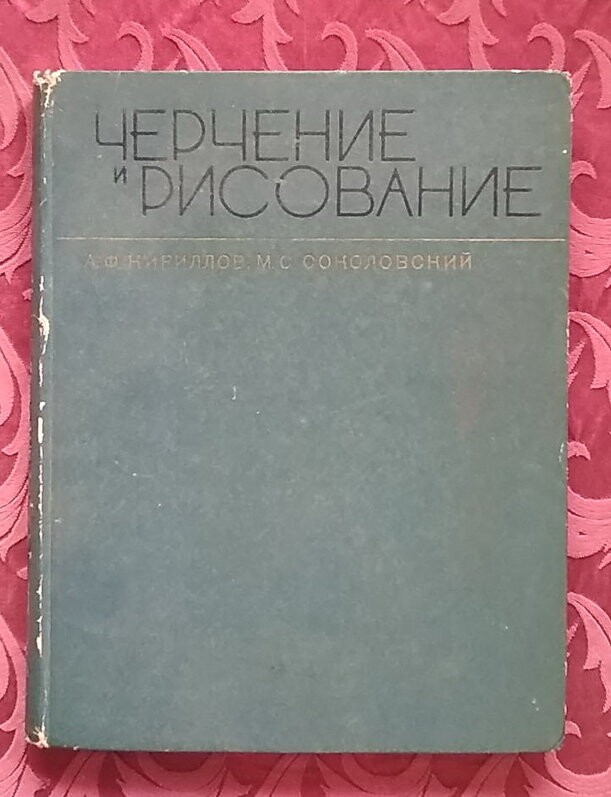 ЧЕРЧЕНИЕ
и РИСОВАНИЕ
А.Ф. КИРИЛЛОВ, М.С. СОКОЛОВСКИЙ